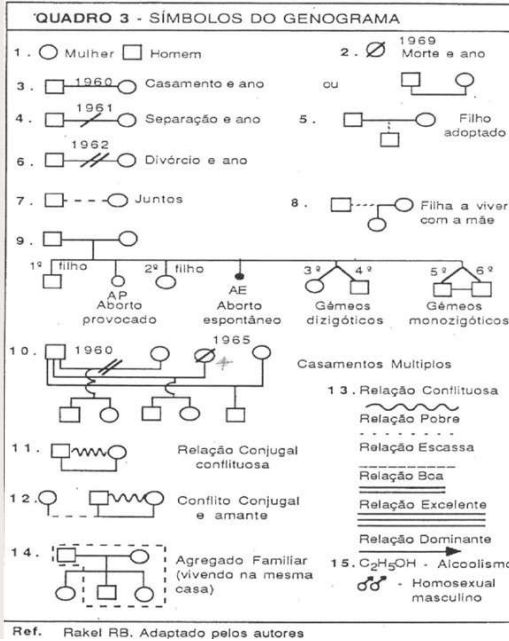 QUADRO 3 - SÍMBOLOS DO GENOGRAMA
1. Mulher Homem
2. 1969
Morte e ano
3. 1960 Casamento e ano
ou
4. 1961 Separação e ano
5. Filho
adoptado
6. 1962 Divórcio e ano
7. Juntos
8. Filha a viver
com a mãe
9.
1º filho
AP
Aborto
provocado
2º filho
AE
Aborto
espontâneo
3º 4º
Gêmeos
dizigóticos
5º 6º
Gêmeos
monozigóticos
10. 1960 1965
Casamentos Multiplos
11. Relação Conjugal
conflituosa
12. Conflito Conjugal
e amante
13. Relação Conflituosa
Relação Pobre
Relação Escassa
Relação Boa
Relação Excelente
Relação Dominante
14. Agregado Familiar
(vivendo na mesma
casa)
15. C2H5OH - Alcoolismo
- Homosexual
masculino
Ref. Rakel RB. Adaptado pelos autores